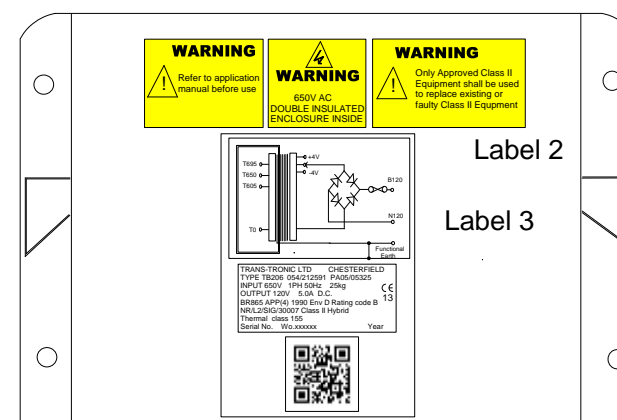 WARNING
Refer to application
manual before use
WARNING
650V AC
DOUBLE INSULATED
ENCLOSURE INSIDE
WARNING
Only Approved Class II
Equipment shall be used
to replace existing or
faulty Class II Equpment
Label 2
Label 3
+4V
-4V
T695
T650
T605
T0
B120
N120
Functional
Earth
TRANS-TRONIC LTD CHESTERFIELD
TYPE TB206 054/212591 PA05/05325
INPUT 650V 1PH 50Hz 25kg
OUTPUT 120V 5.0A D.C.
BR865 APP(4) 1990 Env D Rating code B
NR/L2/SIG/30007 Class II Hybrid
Thermal class 155
Serial No. Wo.xxxxxx Year
CE
13